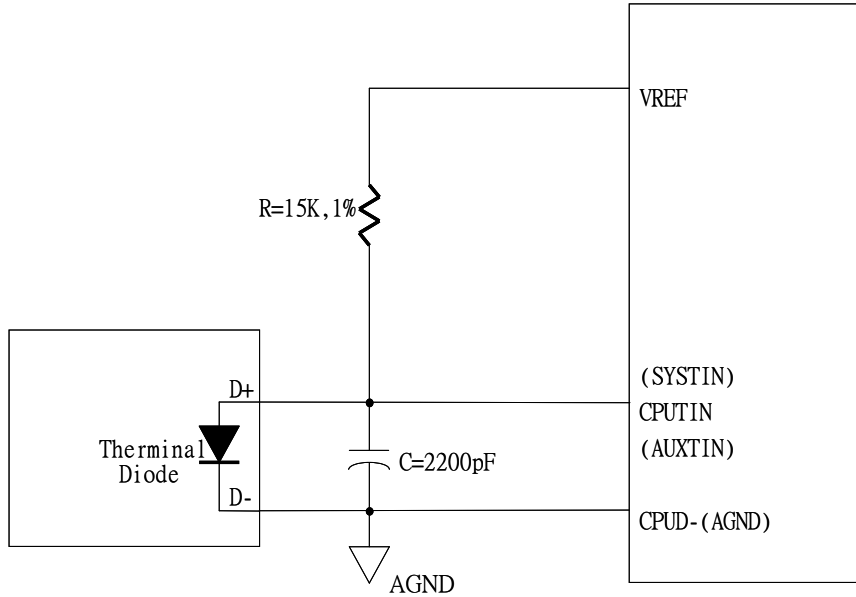 VREF
R=15K,1%
(SYSTIN)
D+
CPUTIN
Therminal
Diode
(AUXTIN)
C=2200pF
D-
CPUD-(AGND)
AGND